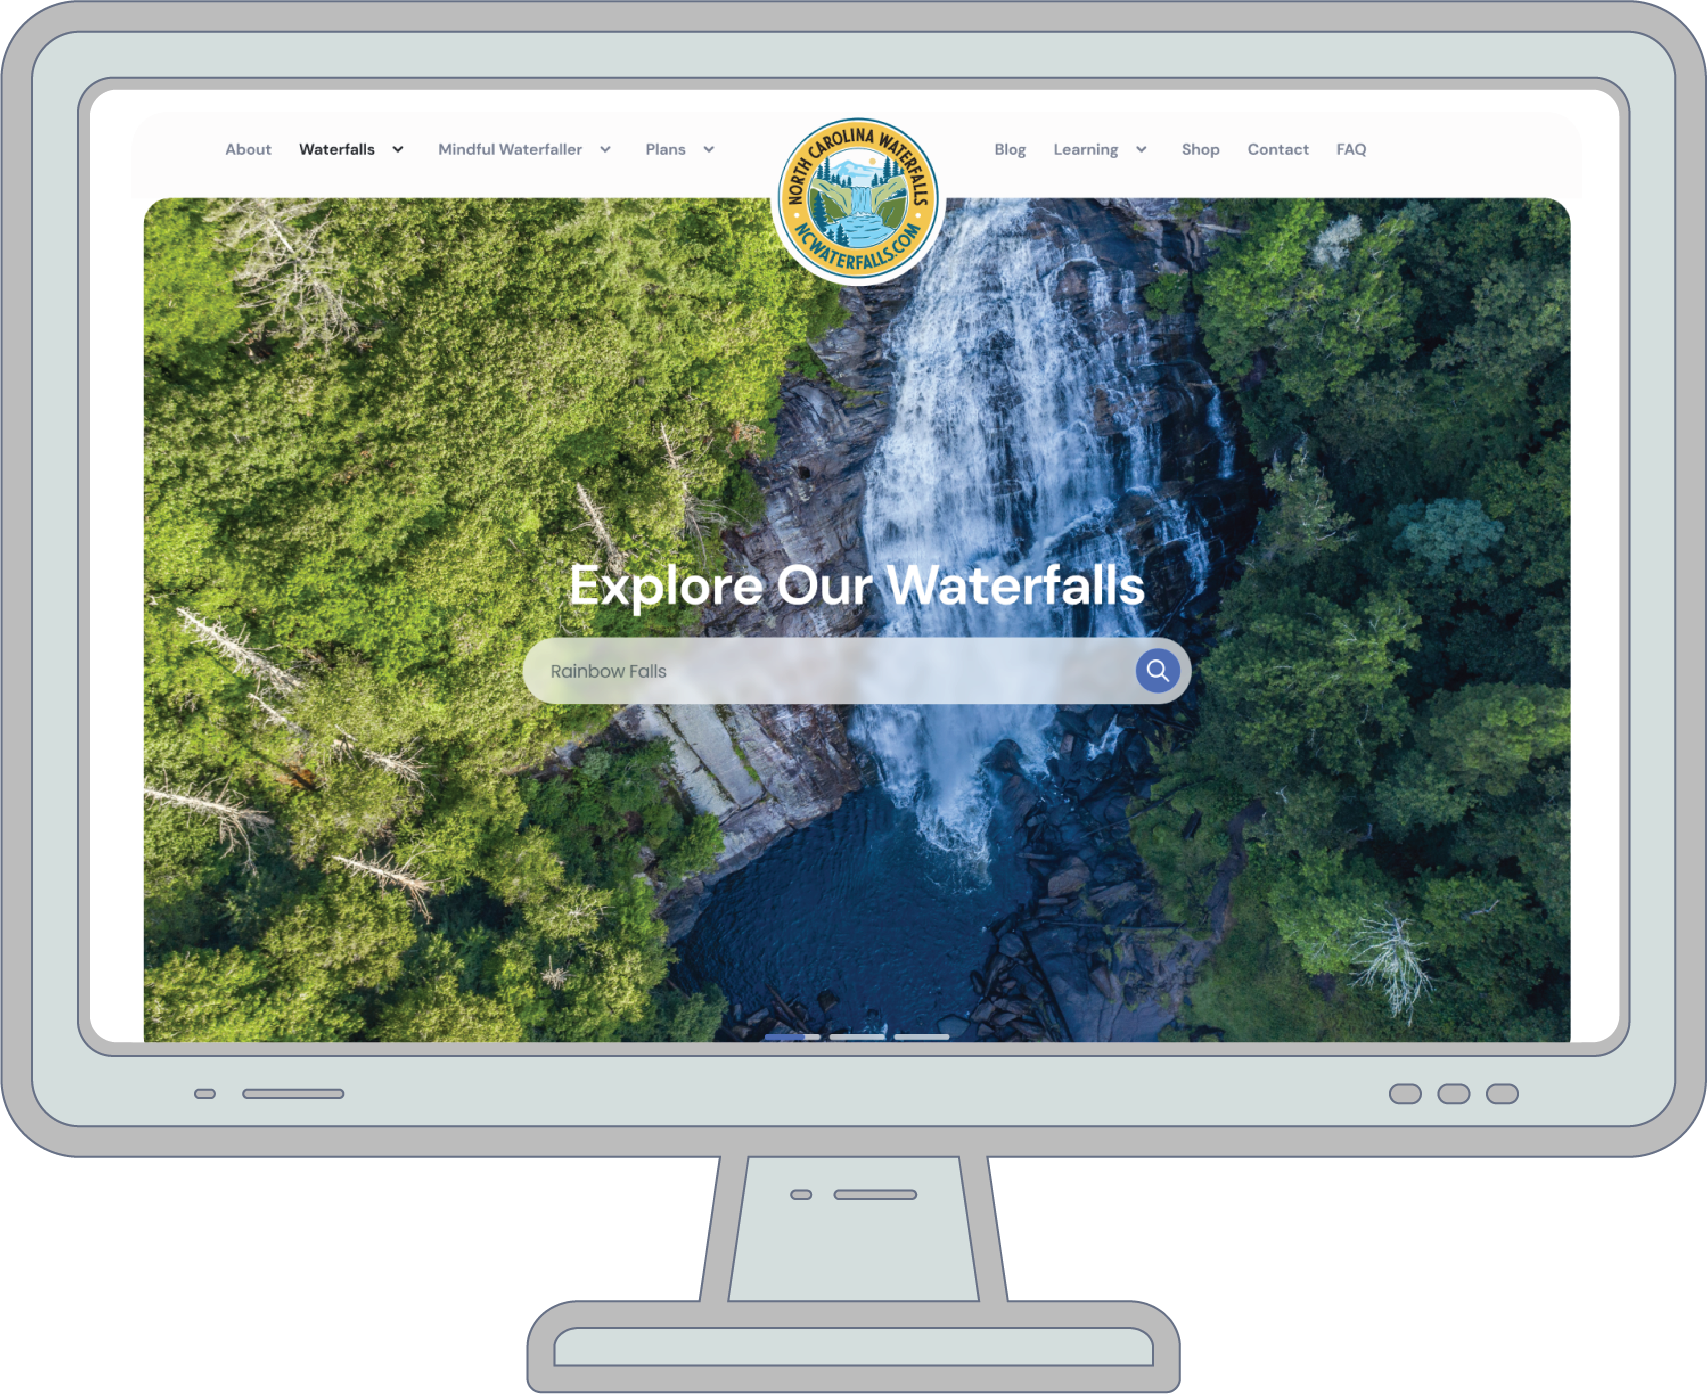 About Waterfalls Mindful Waterfaller Plans
NORTH CAROLINA WATERFALLS
NCWATERFALLS.COM
Blog Learning Shop Contact FAQ
Explore Our Waterfalls
Rainbow Falls